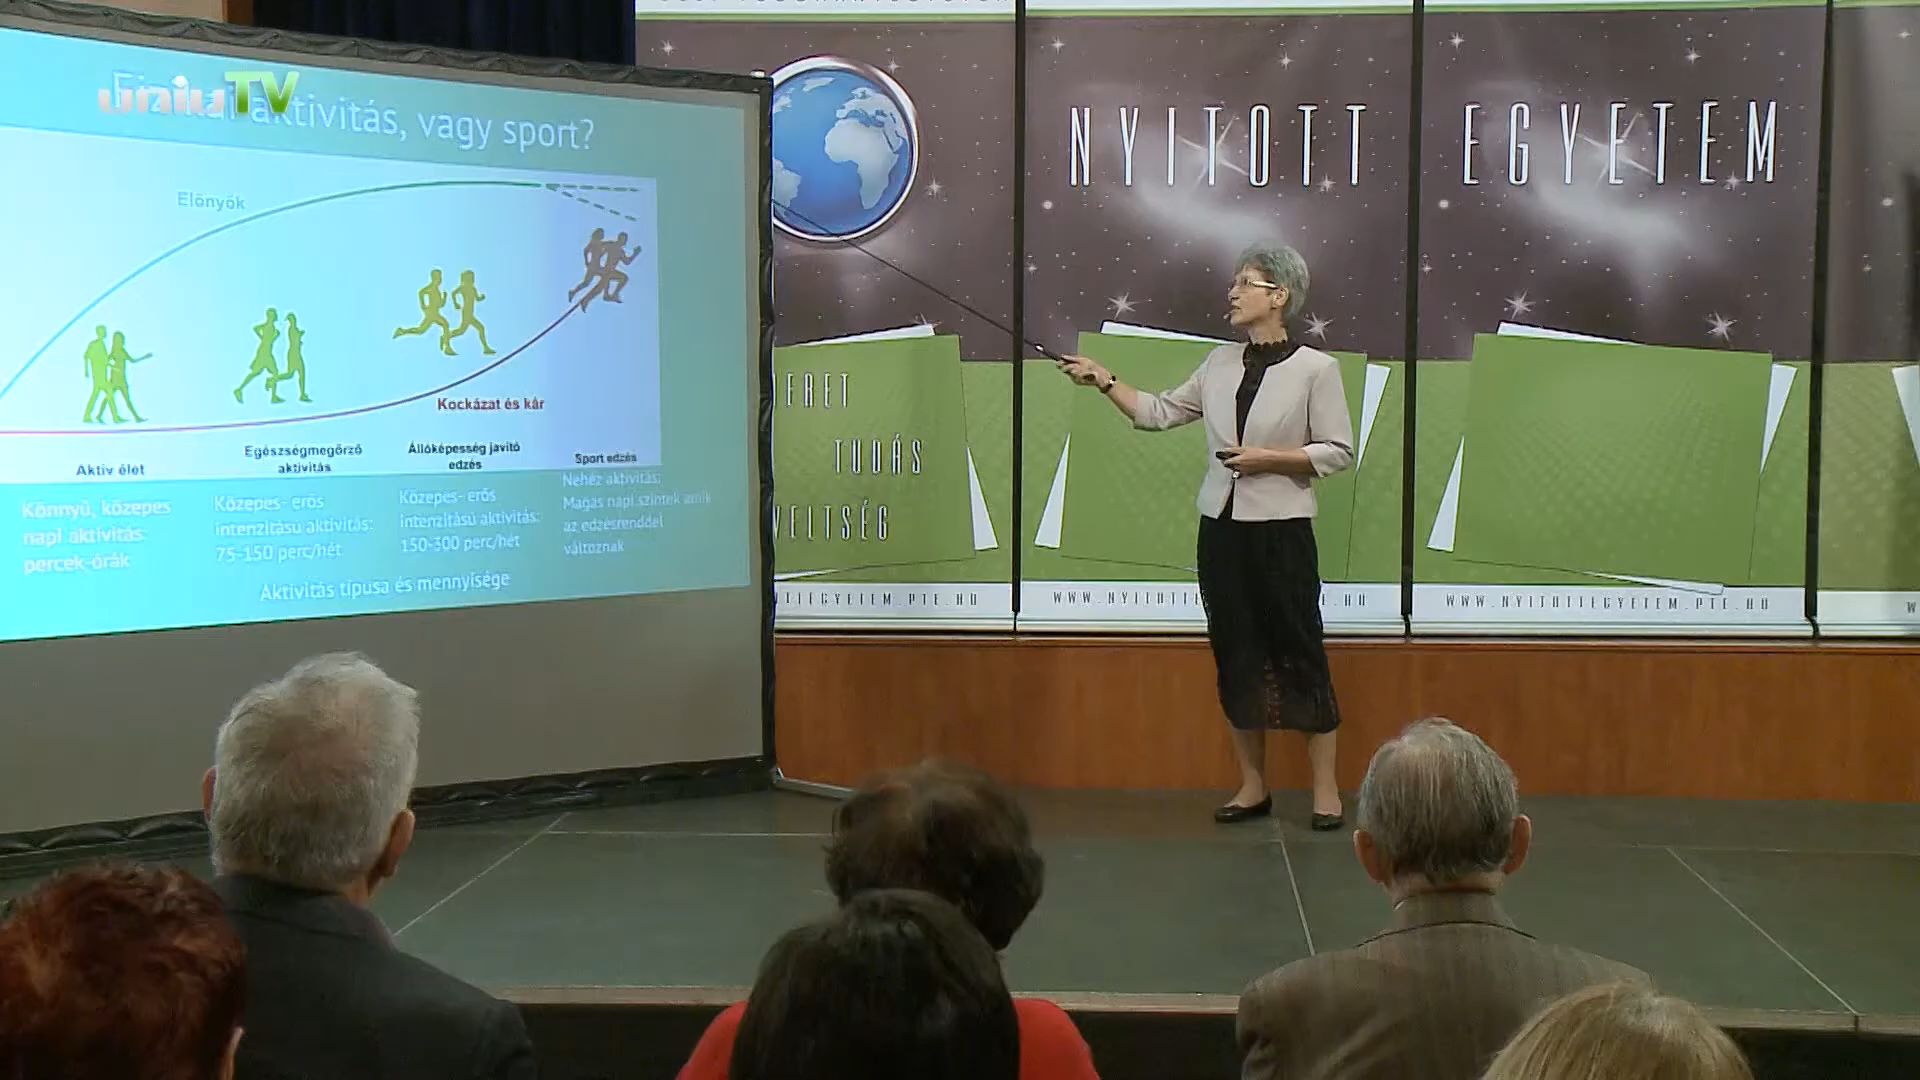 uniuTV
aktivitás, vagy sport?
Előnyök
Kockázat és kár
Aktív élet
Egészségmegőrző
aktivitás
Állóképesség javító
edzés
Sport edzés
Könnyű, közepes
napi aktivitás:
percek-órák
Közepes- erős
intenzitású aktivitás:
75-150 perc/hét
Közepes- erős
intenzitású aktivitás:
150-300 perc/hét
Nehéz aktivitás:
Magas napi szintek amik
az edzésrenddel
változnak
Aktivitás típusa és mennyisége
NYITOTT EGYETEM
TUDÁS
WWW.NYITOTTEGYETEM.PTE.HU